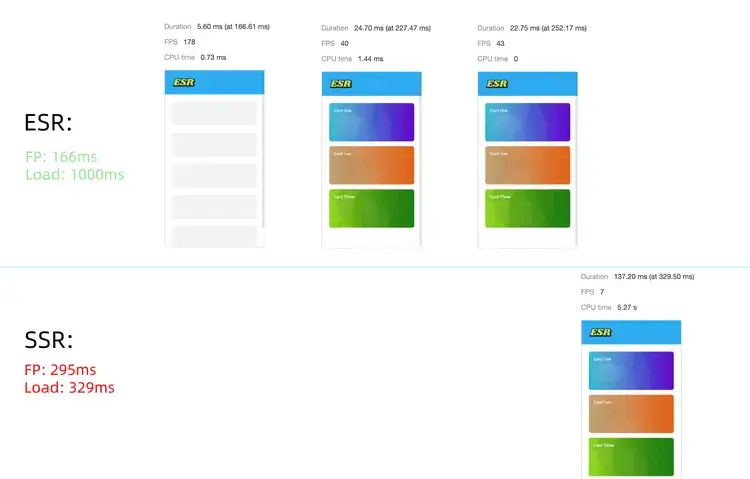 Duration 5.60 ms (at 166.61 ms)
FPS 178
CPU time 0.73 ms
ESR
Duration 24.70 ms (at 227.47 ms)
FPS 40
CPU time 1.44 ms
ESR
Card One
Card Two
Card Three
Duration 22.75 ms (at 252.17 ms)
FPS 43
CPU time 0
ESR
Card One
Card Two
Card Three
ESR:
FP: 166ms
Load: 1000ms
Duration 137.20 ms (at 329.50 ms)
FPS 7
CPU time 5.27 s
ESR
Card One
Card Two
Card Three
SSR:
FP: 295ms
Load: 329ms